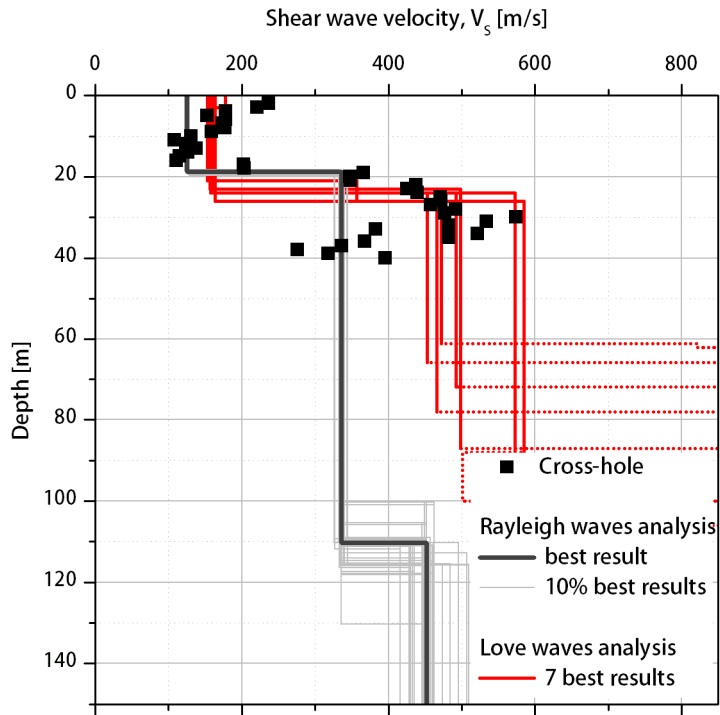 Shear wave velocity, VS [m/s]
0 200 400 600 800
0
20
40
60
80
100
120
140
Depth [m]
Cross-hole
Rayleigh waves analysis
best result
10% best results
Love waves analysis
7 best results